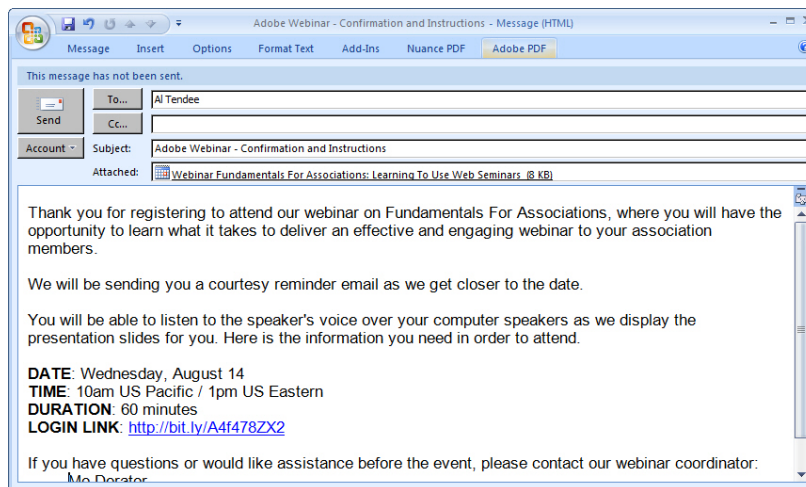 Adobe Webinar - Confirmation and Instructions - Message (HTML)
Message Insert Options Format Text Add-Ins Nuance PDF Adobe PDF
This message has not been sent.
Send
To... Al Tendee
Cc...
Account Subject: Adobe Webinar - Confirmation and Instructions
Attached: Webinar Fundamentals For Associations: Learning To Use Web Seminars (8 KB)
Thank you for registering to attend our webinar on Fundamentals For Associations, where you will have the
opportunity to learn what it takes to deliver an effective and engaging webinar to your association
members.
We will be sending you a courtesy reminder email as we get closer to the date.
You will be able to listen to the speaker's voice over your computer speakers as we display the
presentation slides for you. Here is the information you need in order to attend.
DATE: Wednesday, August 14
TIME: 10am US Pacific / 1pm US Eastern
DURATION: 60 minutes
LOGIN LINK: http://bit.ly/A4f478ZX2
If you have questions or would like assistance before the event, please contact our webinar coordinator:
Mo Derator